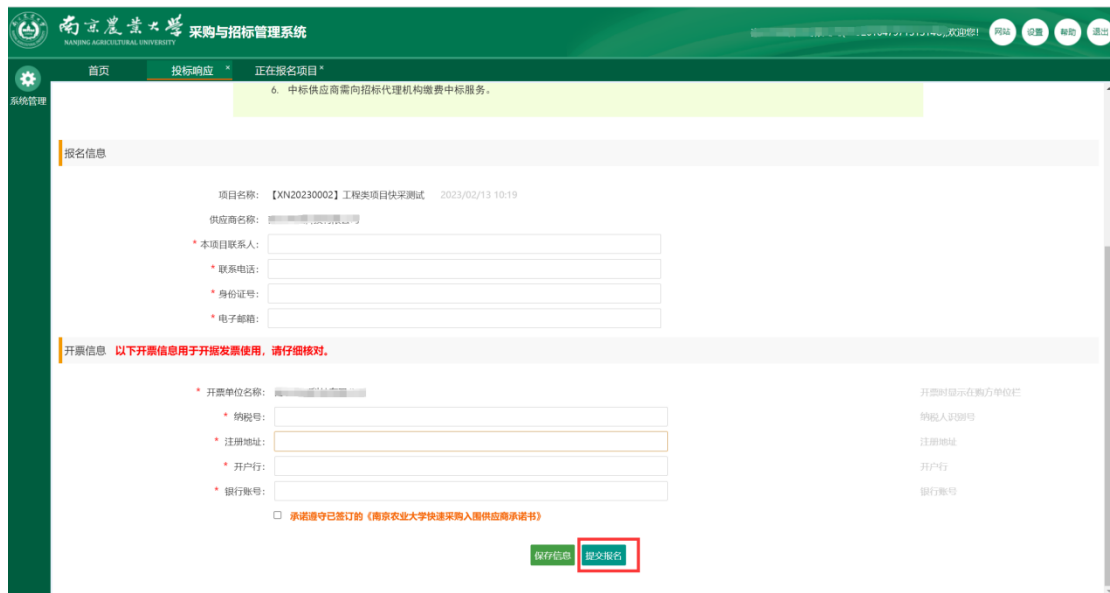 南京農業大學 采购与招标管理系统
NANJING AGRICULTURAL UNIVERSITY
欢迎您! 网站 设置 帮助 退出
系统管理
首页 投标响应 × 正在报名项目 ×
6. 中标供应商需向招标代理机构缴费中标服务。
报名信息
项目名称: 【XN20230002】工程类项目快采测试 2023/02/13 10:19
供应商名称:
* 本项目联系人:
* 联系电话:
* 身份证号:
* 电子邮箱:
开票信息 以下开票信息用于开据发票使用，请仔细核对。
* 开票单位名称: 开票时显示在购方单位栏
* 纳税号: 纳税人识别号
* 注册地址: 注册地址
* 开户行: 开户行
* 银行账号: 银行账号
承诺遵守已签订的《南京农业大学快速采购入围供应商承诺书》
保存信息 提交报名